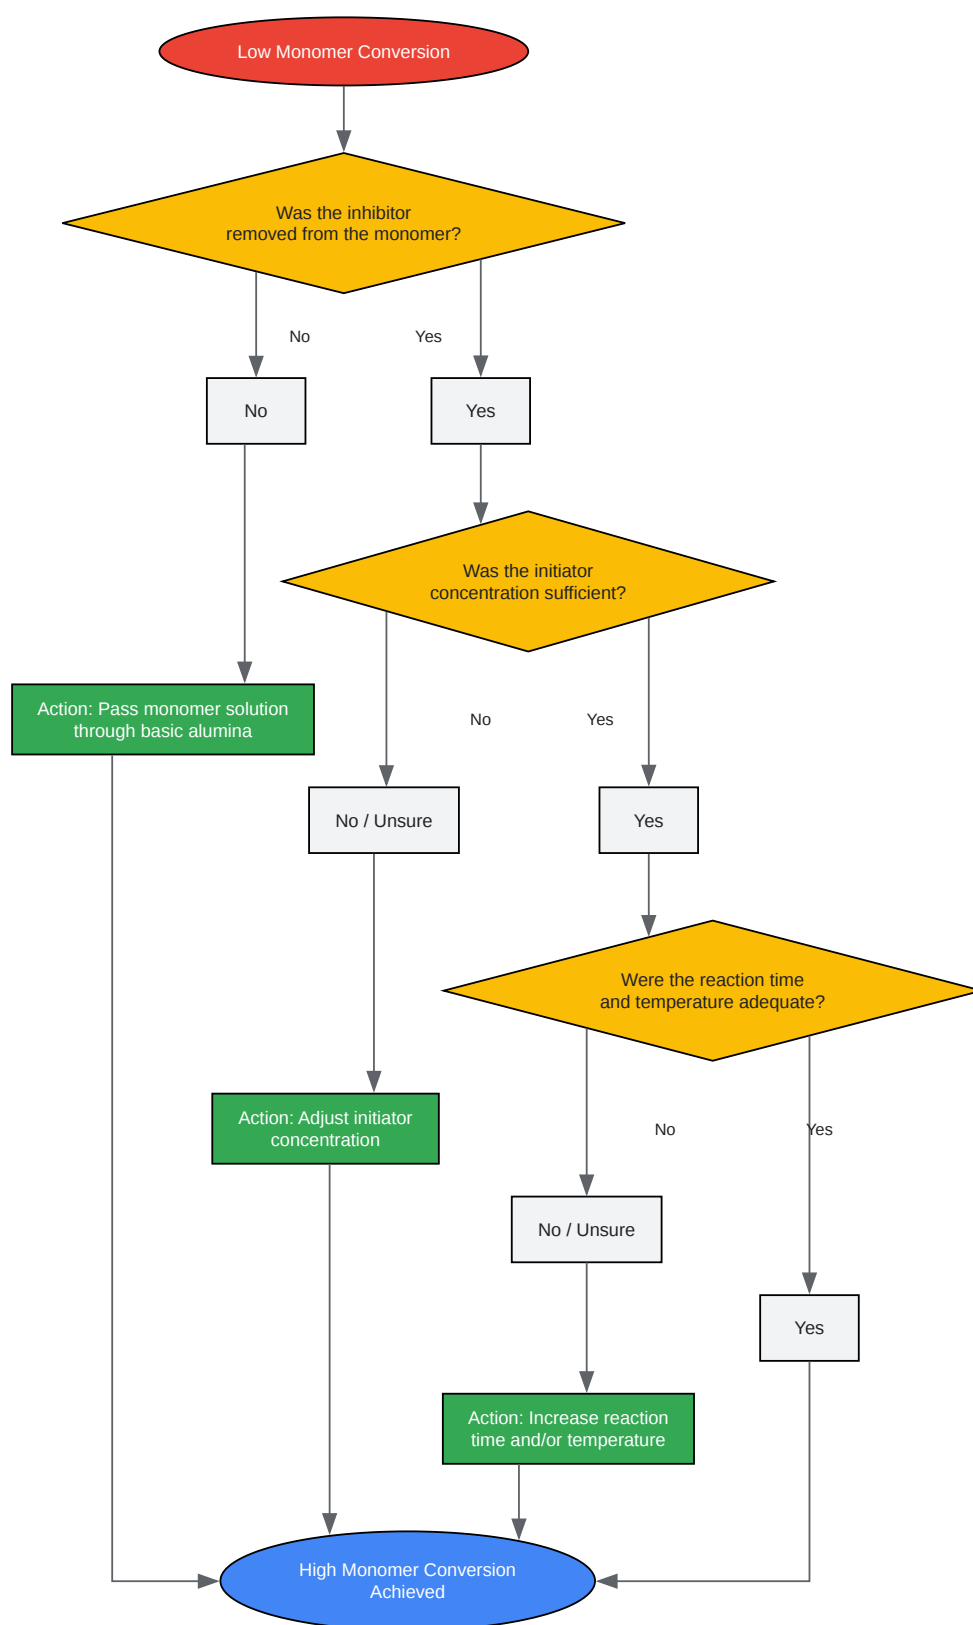 Low Monomer Conversion
Was the inhibitor
removed from the monomer?
No
Yes
No
Yes
Was the initiator
concentration sufficient?
Action: Pass monomer solution
through basic alumina
No
Yes
No / Unsure
Yes
Were the reaction time
and temperature adequate?
Action: Adjust initiator
concentration
No
Yes
No / Unsure
Yes
Action: Increase reaction
time and/or temperature
High Monomer Conversion
Achieved